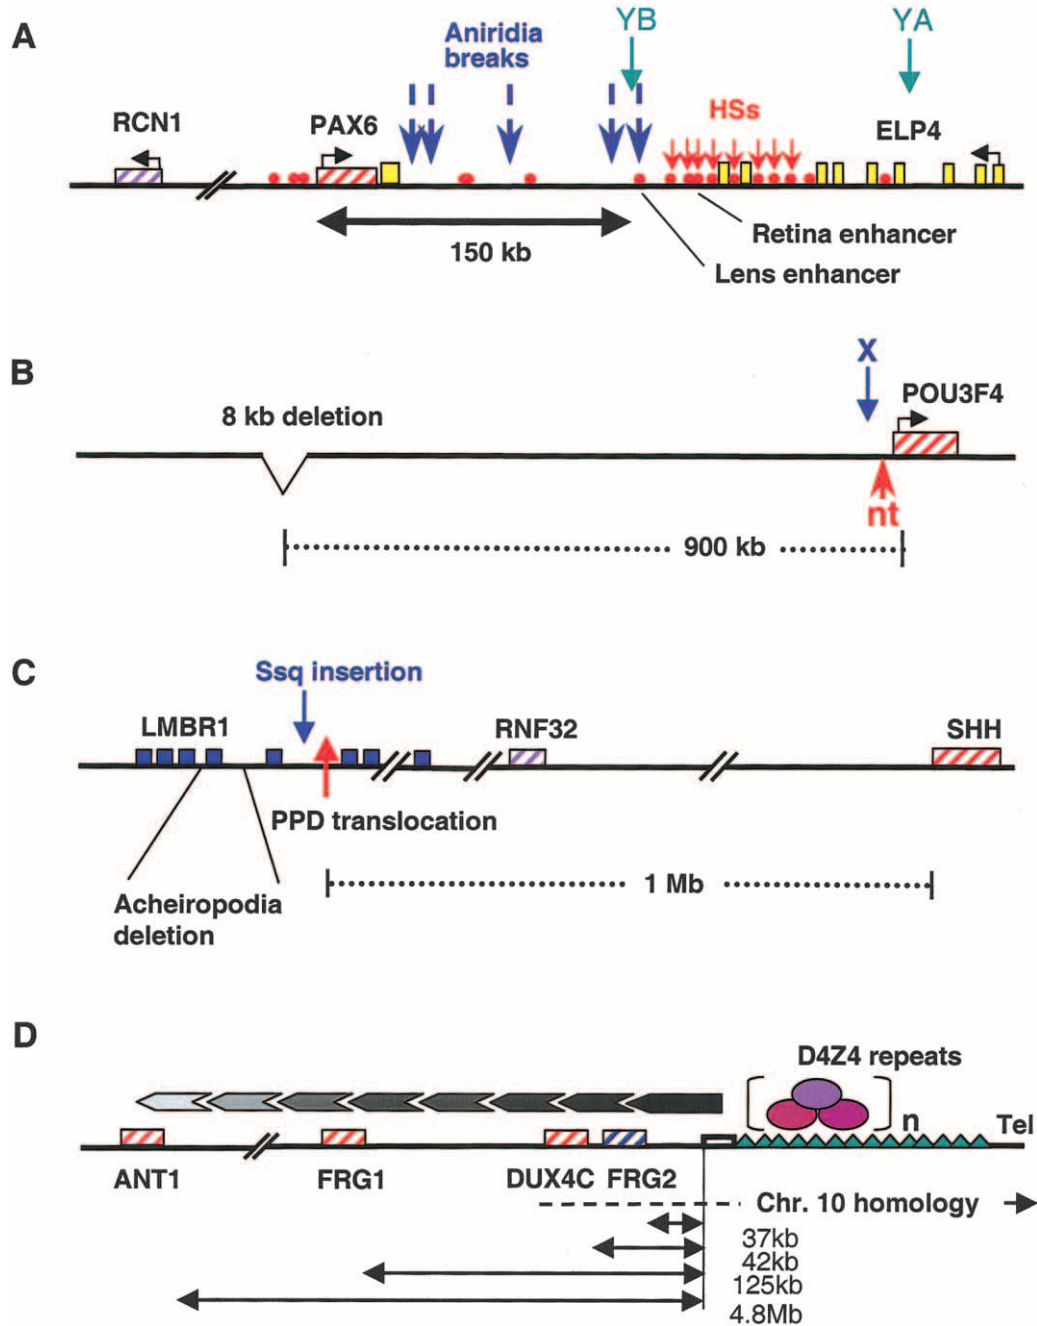 A
Aniridia
breaks
YB
YA
RCN1
PAX6
HSs
ELP4
150 kb
Retina enhancer
Lens enhancer
B
X
8 kb deletion
POU3F4
nt
900 kb
C
Ssq insertion
LMBR1
RNF32
SHH
PPD translocation
1 Mb
Acheiropodia
deletion
D
D4Z4 repeats
n
Tel
ANT1
FRG1
DUX4C
FRG2
Chr. 10 homology
37kb
42kb
125kb
4.8Mb